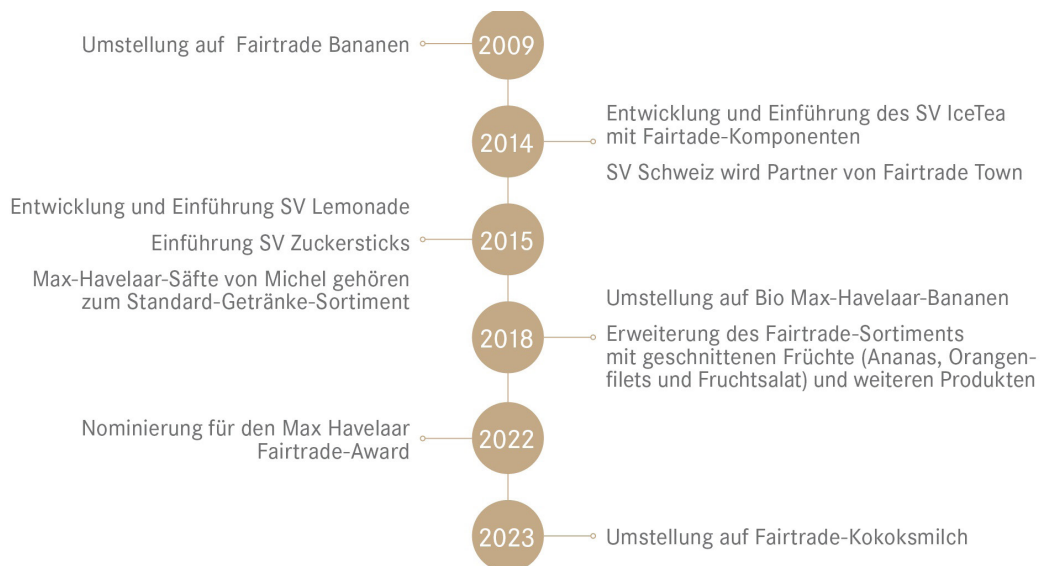 Umstellung auf Fairtrade Bananen
2009
2014
Entwicklung und Einführung des SV IceTea
mit Fairtade-Komponenten
SV Schweiz wird Partner von Fairtrade Town
Entwicklung und Einführung SV Lemonade
Einführung SV Zuckersticks
Max-Havelaar-Säfte von Michel gehören
zum Standard-Getränke-Sortiment
2015
2018
Umstellung auf Bio Max-Havelaar-Bananen
Erweiterung des Fairtrade-Sortiments
mit geschnittenen Früchte (Ananas, Orangen-
filets und Fruchtsalat) und weiteren Produkten
Nominierung für den Max Havelaar
Fairtrade-Award
2022
2023
Umstellung auf Fairtrade-Kokoksmilch